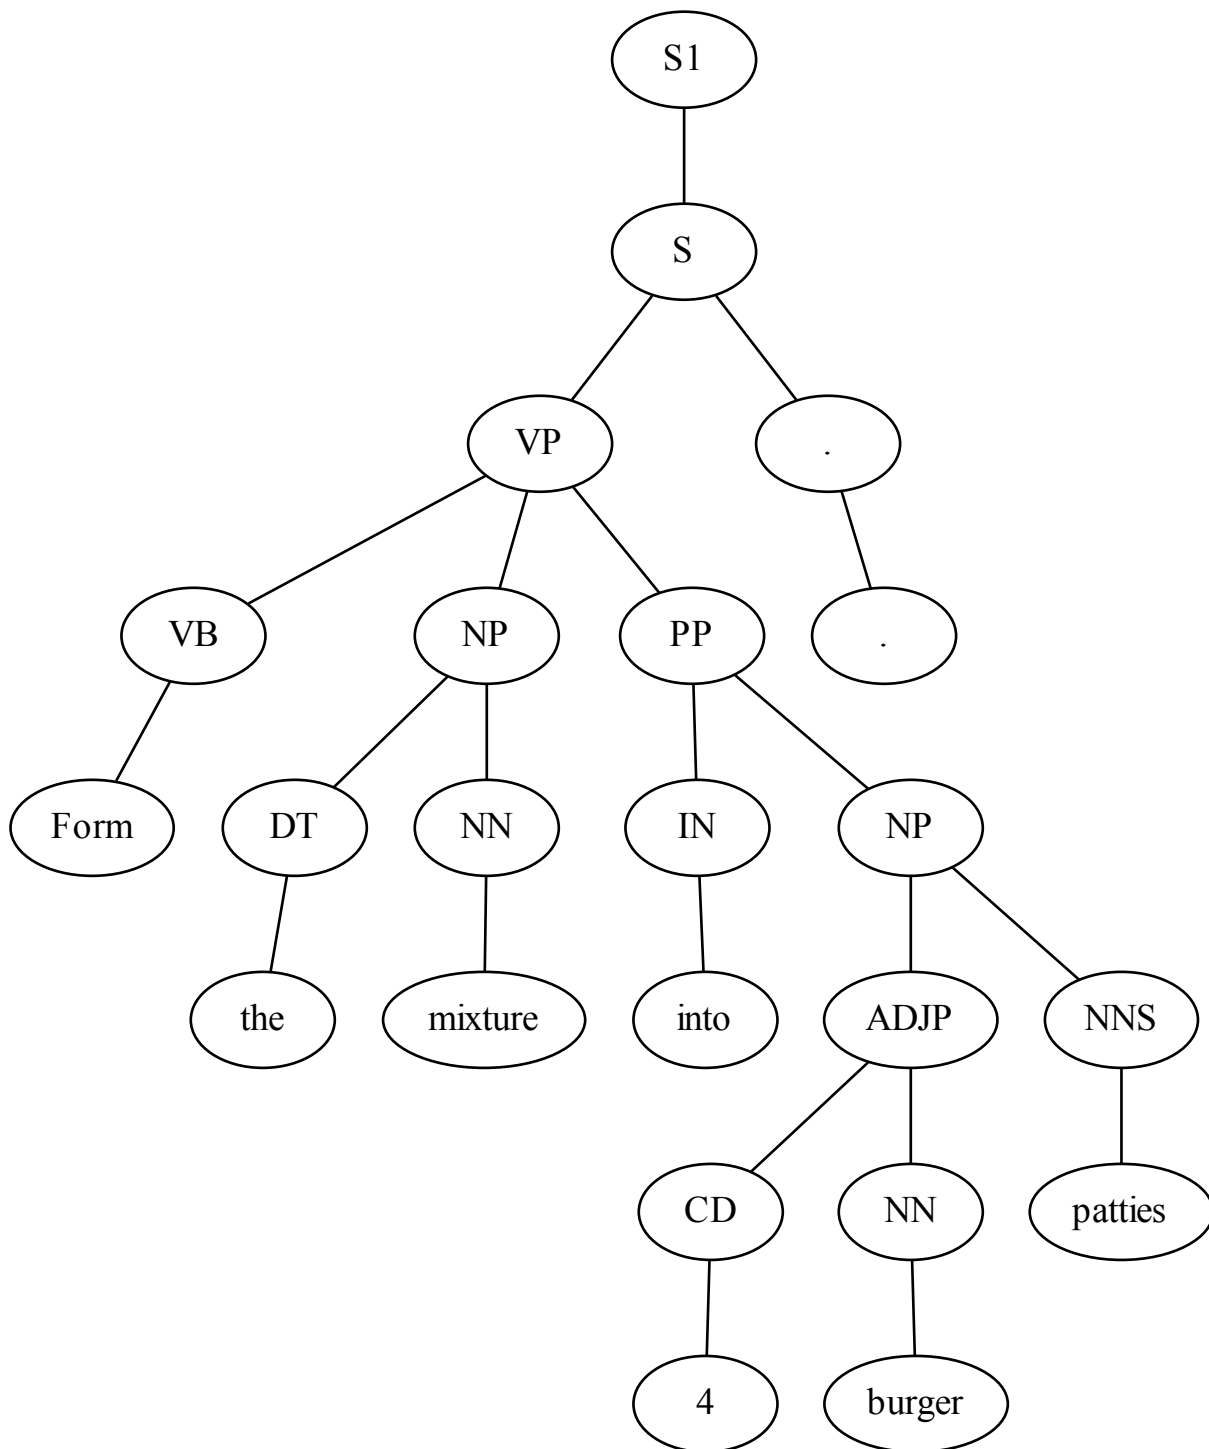 S1
S
VP .
VB NP PP .
Form DT NN IN NP
the mixture into ADJP NNS
CD NN patties
4 burger